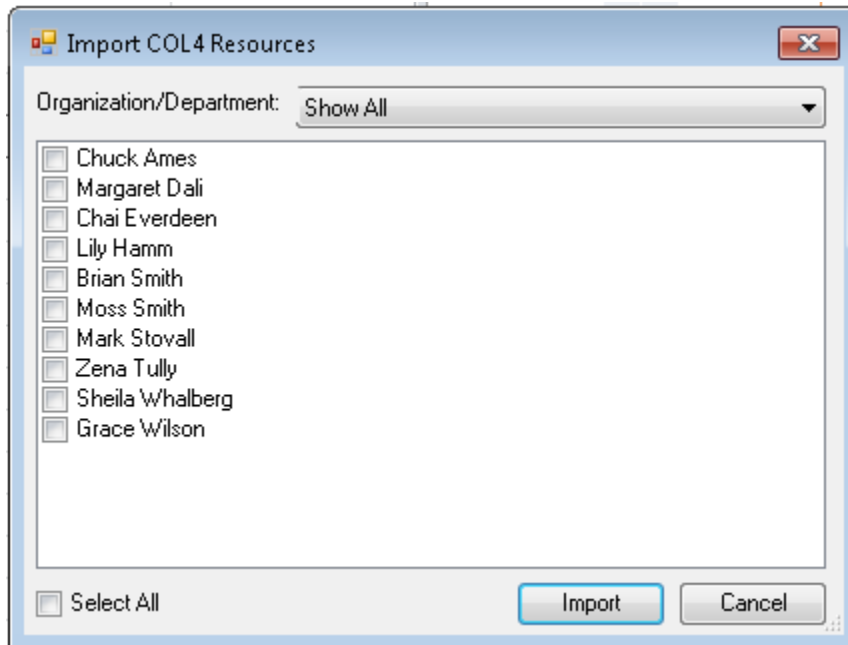 Import COL4 Resources
Organization/Department: Show All
Chuck Ames
Margaret Dali
Chai Everdeen
Lily Hamm
Brian Smith
Moss Smith
Mark Stovall
Zena Tully
Sheila Whalberg
Grace Wilson
Select All Import Cancel